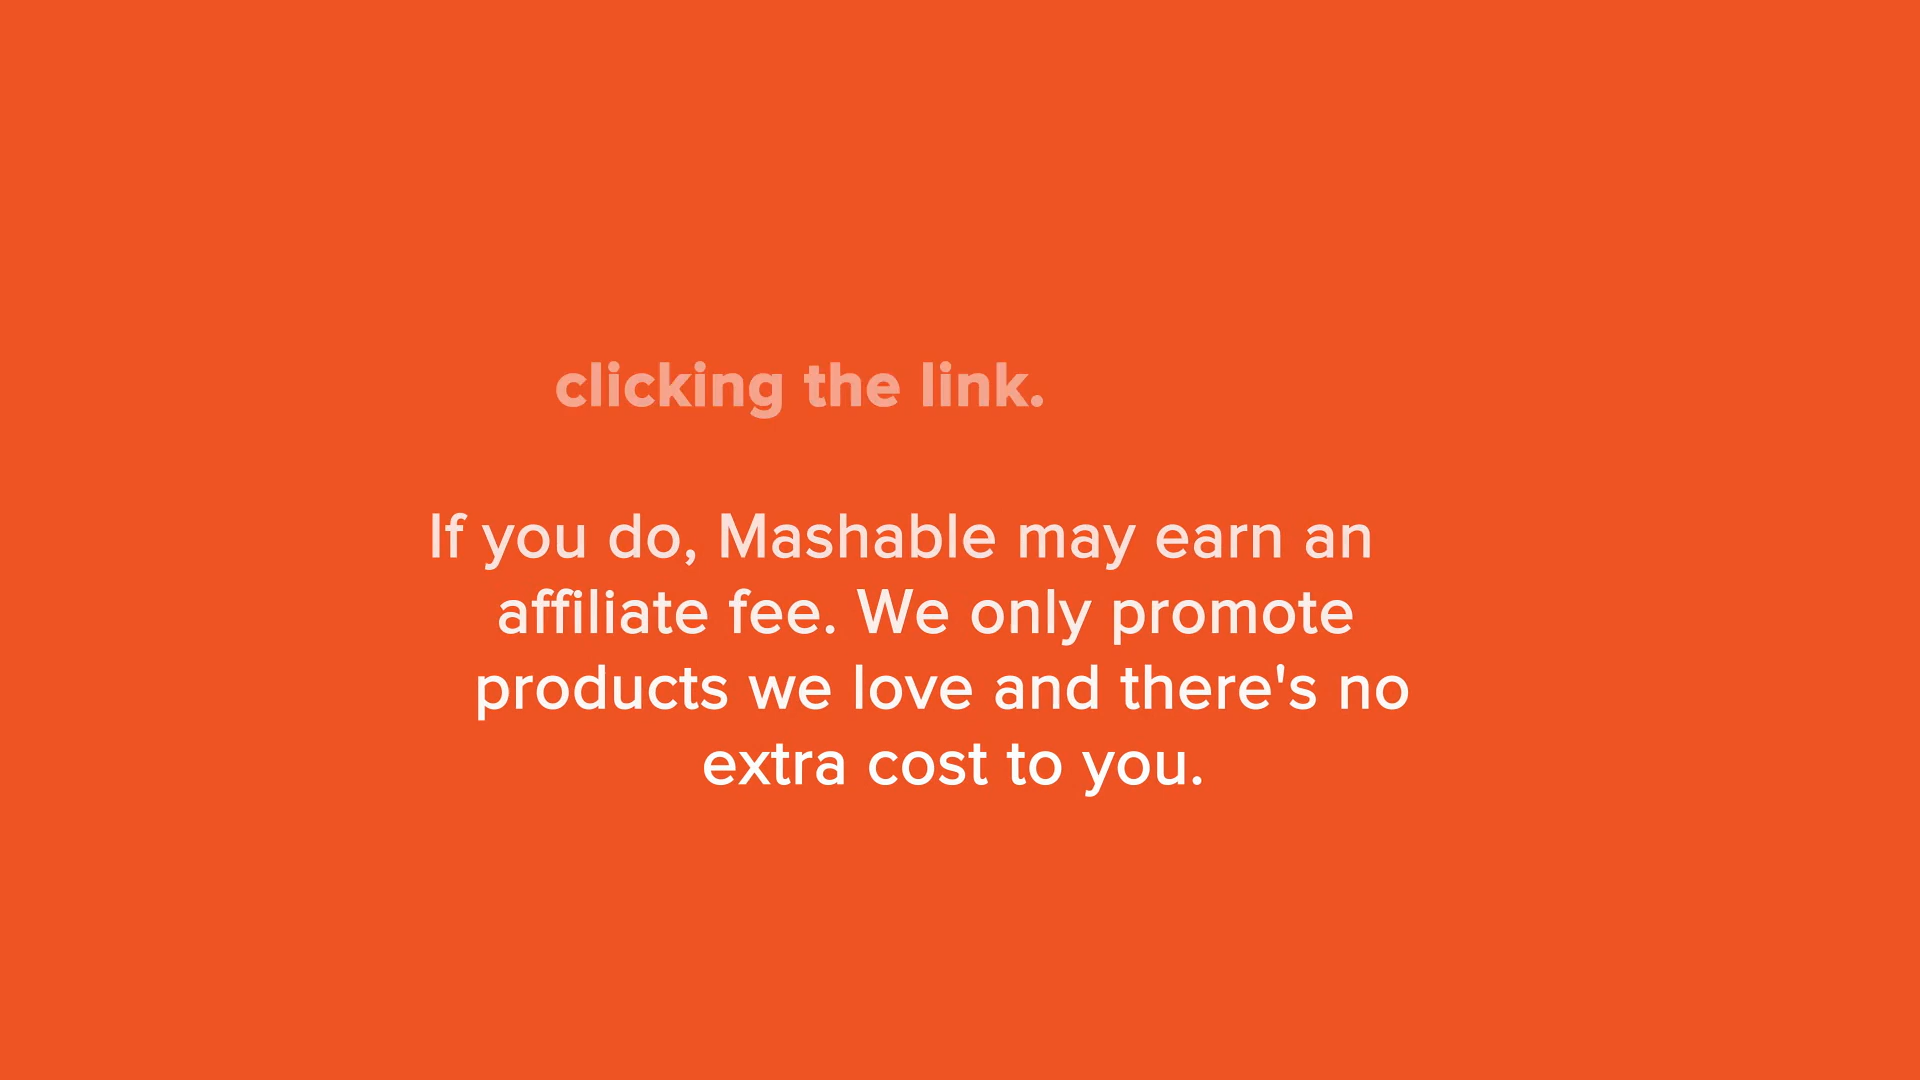 clicking the link.
If you do, Mashable may earn an
affiliate fee. We only promote
products we love and there's no
extra cost to you.